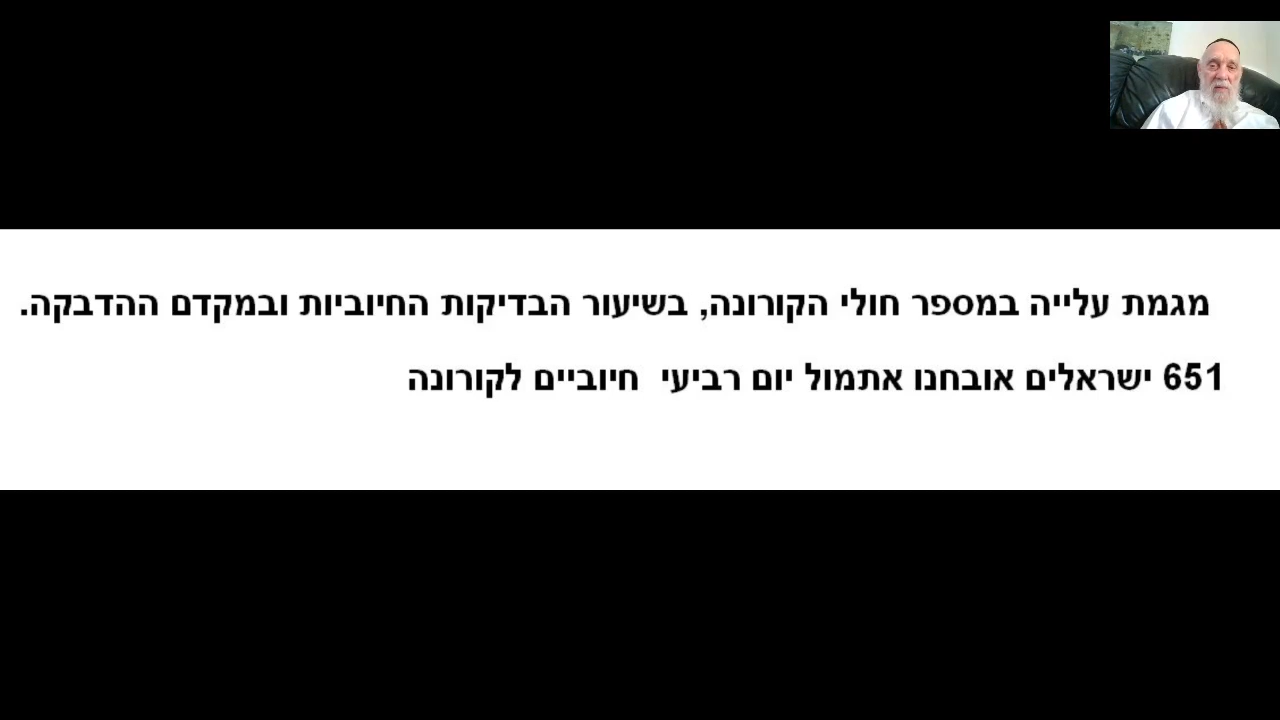 מגמת עלייה במספר חולי הקורונה, בשיעור הבדיקות החיוביות ובמקדם ההדבקה.
651 ישראלים אובחנו אתמול יום רביעי חיוביים לקורונה